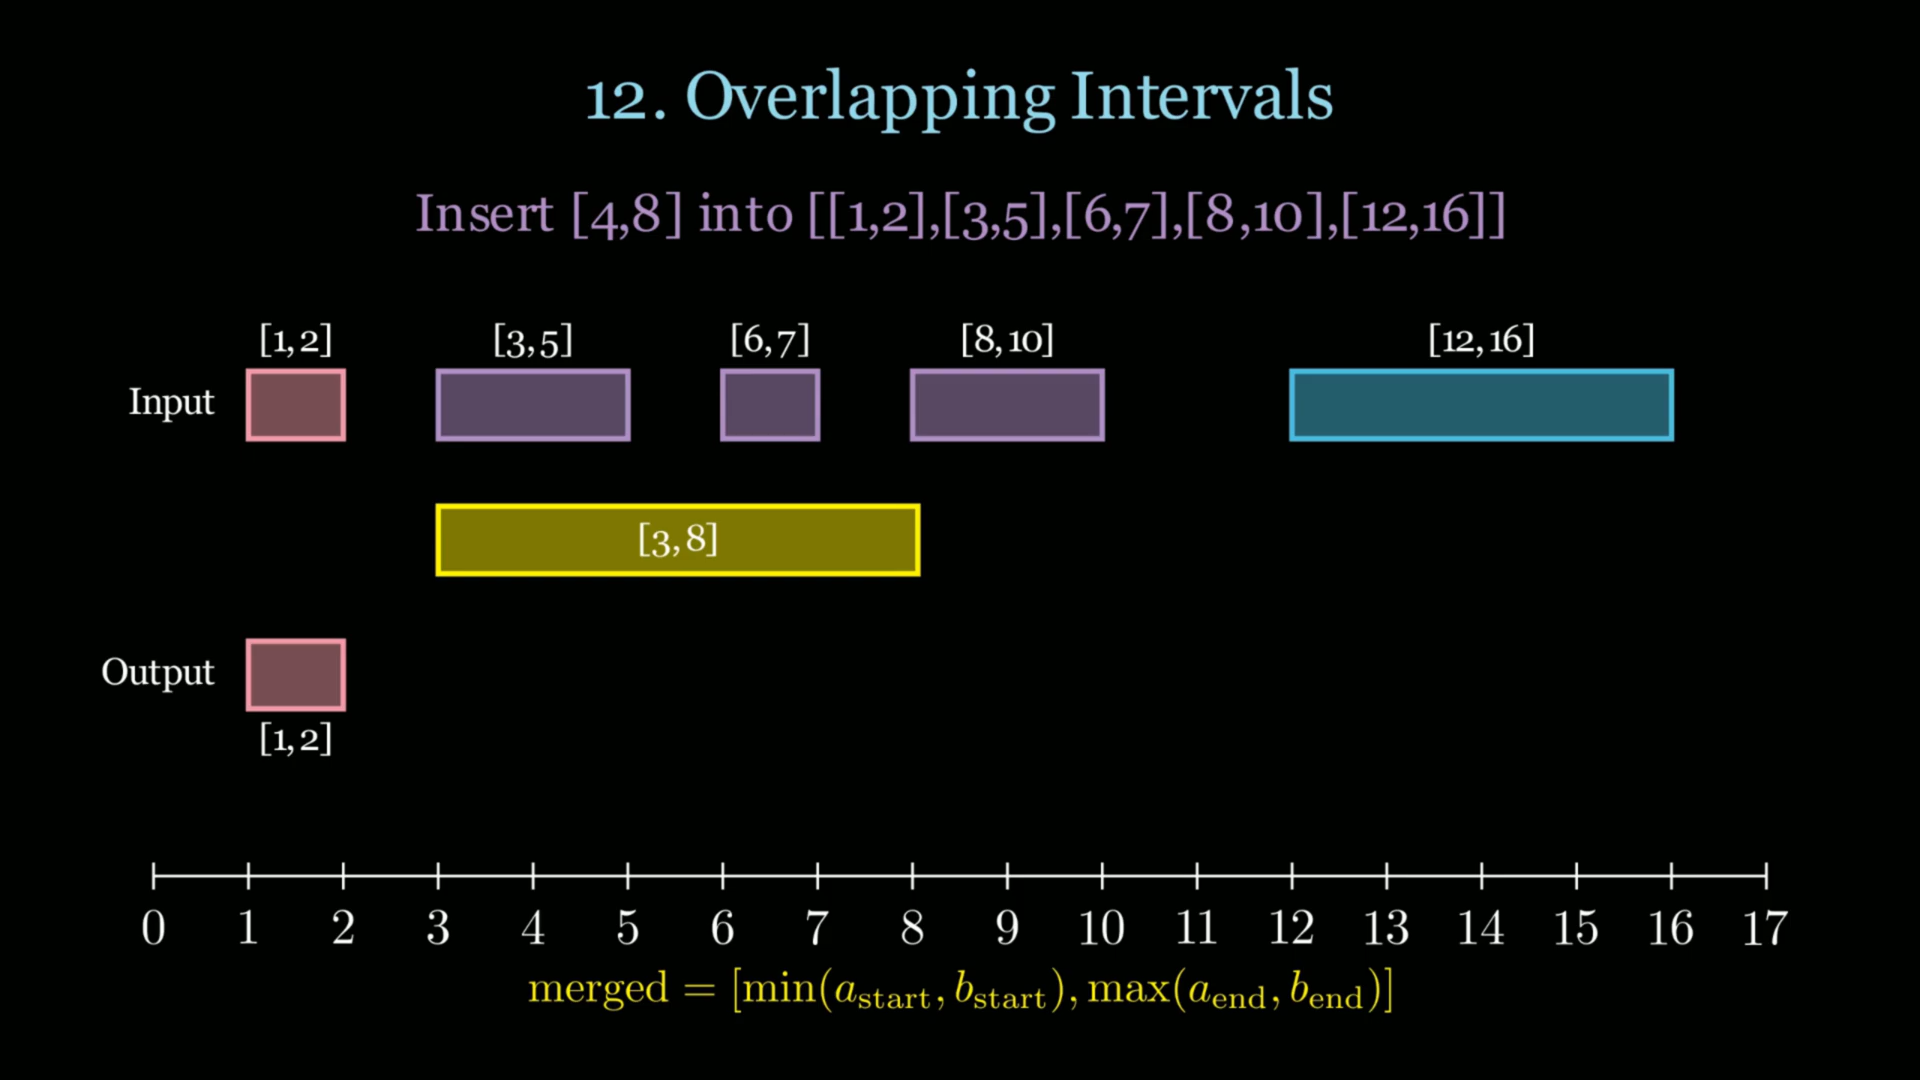 12. Overlapping Intervals
Insert [4,8] into [[1,2],[3,5],[6,7],[8,10],[12,16]]
[1,2] [3,5] [6,7] [8,10] [12,16]
Input
[3,8]
Output
[1,2]
0 1 2 3 4 5 6 7 8 9 10 11 12 13 14 15 16 17
merged = [min(a_start, b_start), max(a_end, b_end)]